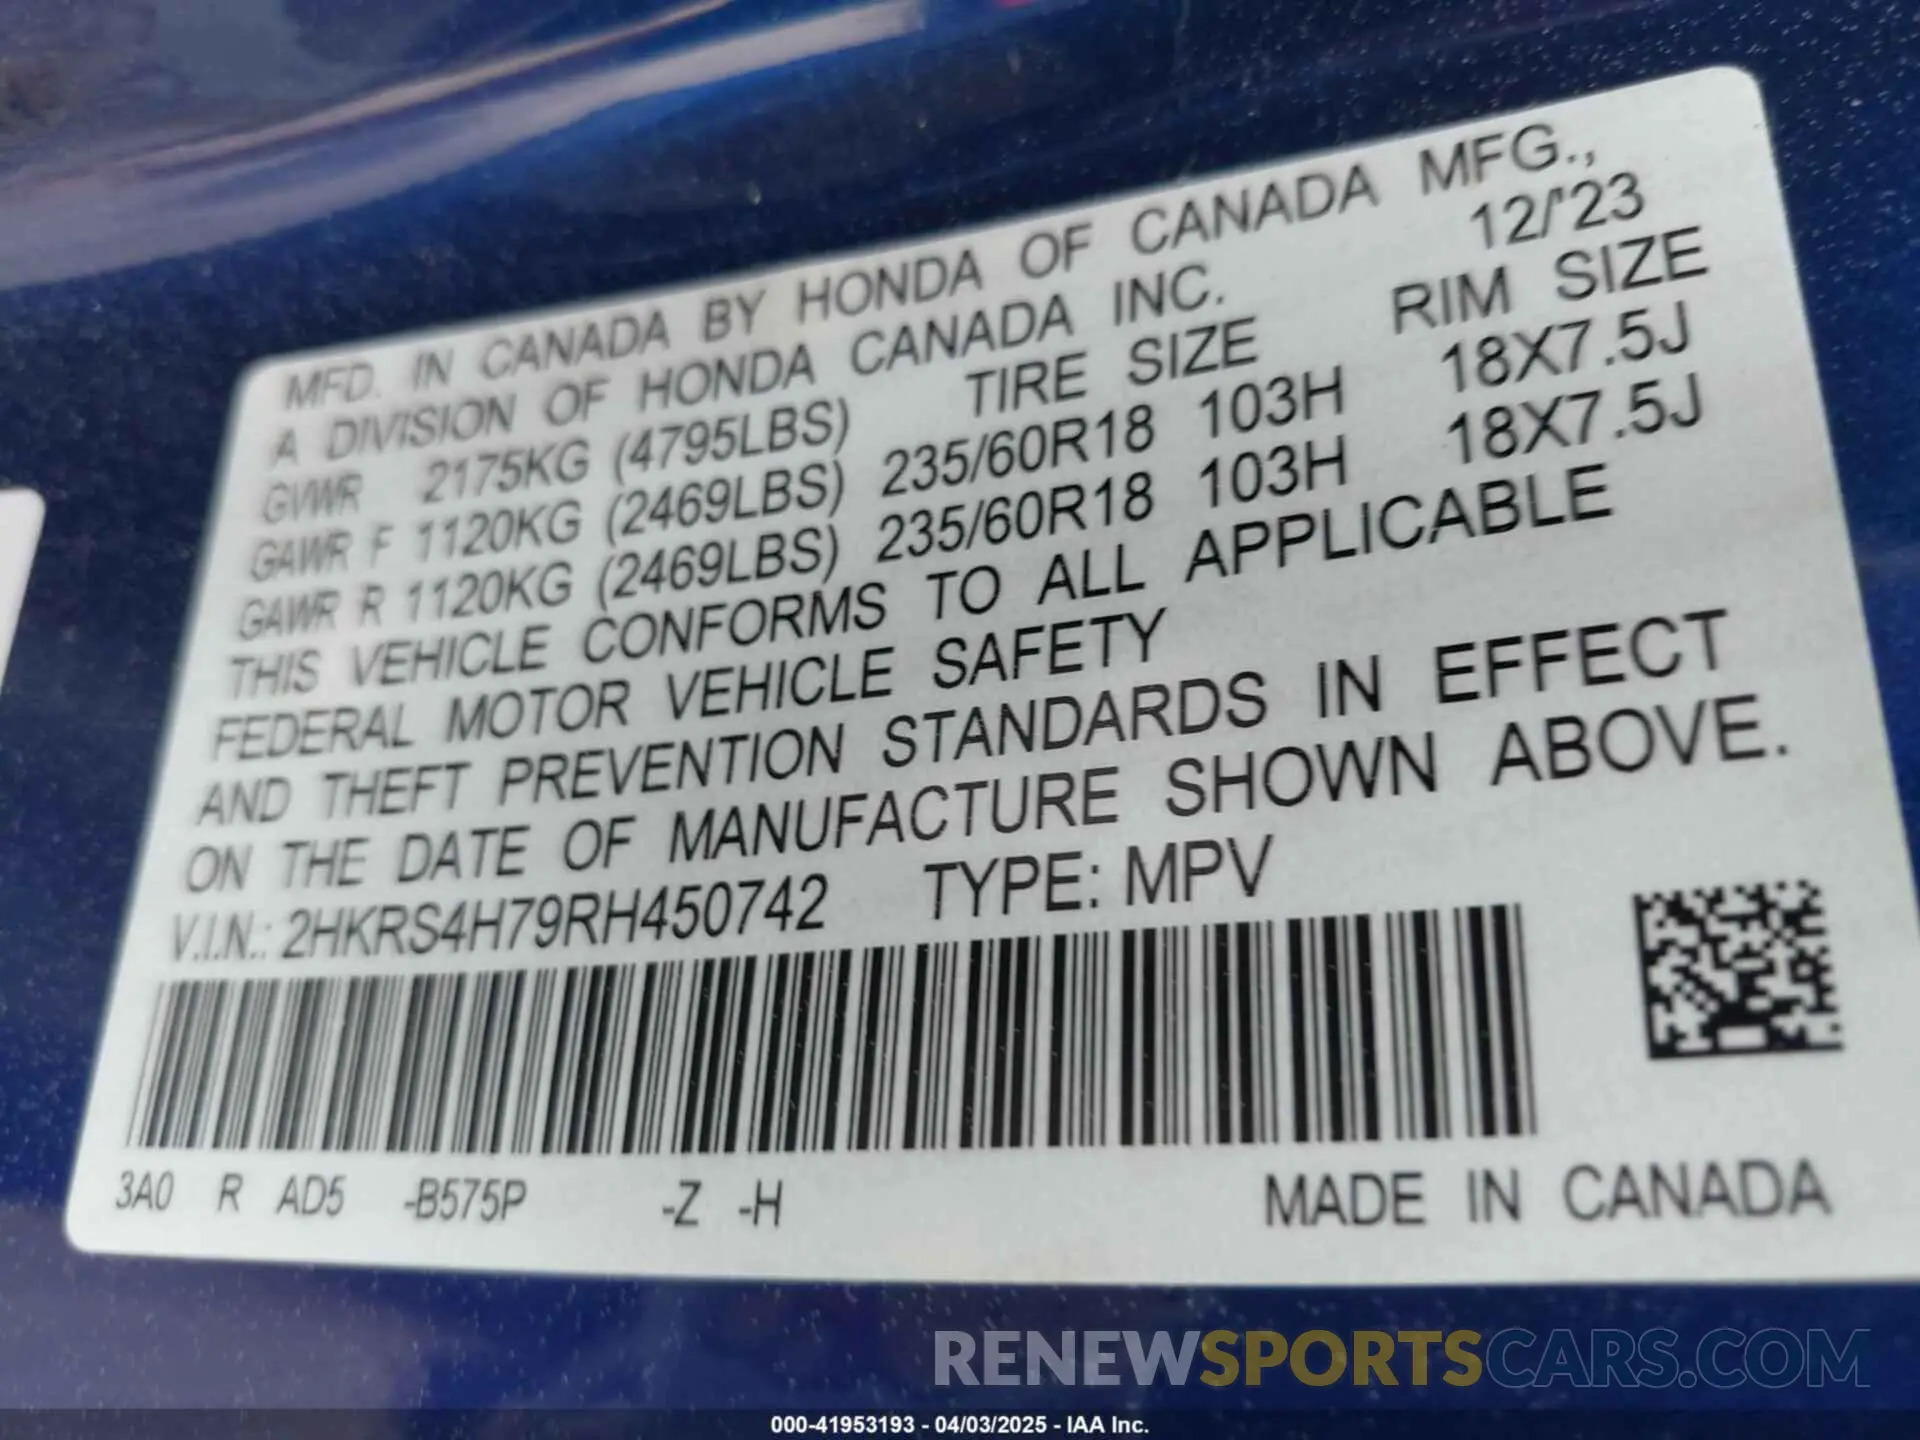 MFD. IN CANADA BY HONDA OF CANADA MFG.,
A DIVISION OF HONDA CANADA INC. 12/'23
GVWR 2175KG (4795LBS) TIRE SIZE RIM SIZE
GAWR F 1120KG (2469LBS) 235/60R18 103H 18X7.5J
GAWR R 1120KG (2469LBS) 235/60R18 103H 18X7.5J
THIS VEHICLE CONFORMS TO ALL APPLICABLE
FEDERAL MOTOR VEHICLE SAFETY
AND THEFT PREVENTION STANDARDS IN EFFECT
ON THE DATE OF MANUFACTURE SHOWN ABOVE.
V.I.N.: 2HKRS4H79RH450742 TYPE: MPV
3A0 R AD5 -B575P -Z -H MADE IN CANADA
RENEWSPORTSCARS.COM
000-41953193 - 04/03/2025 - IAA Inc.